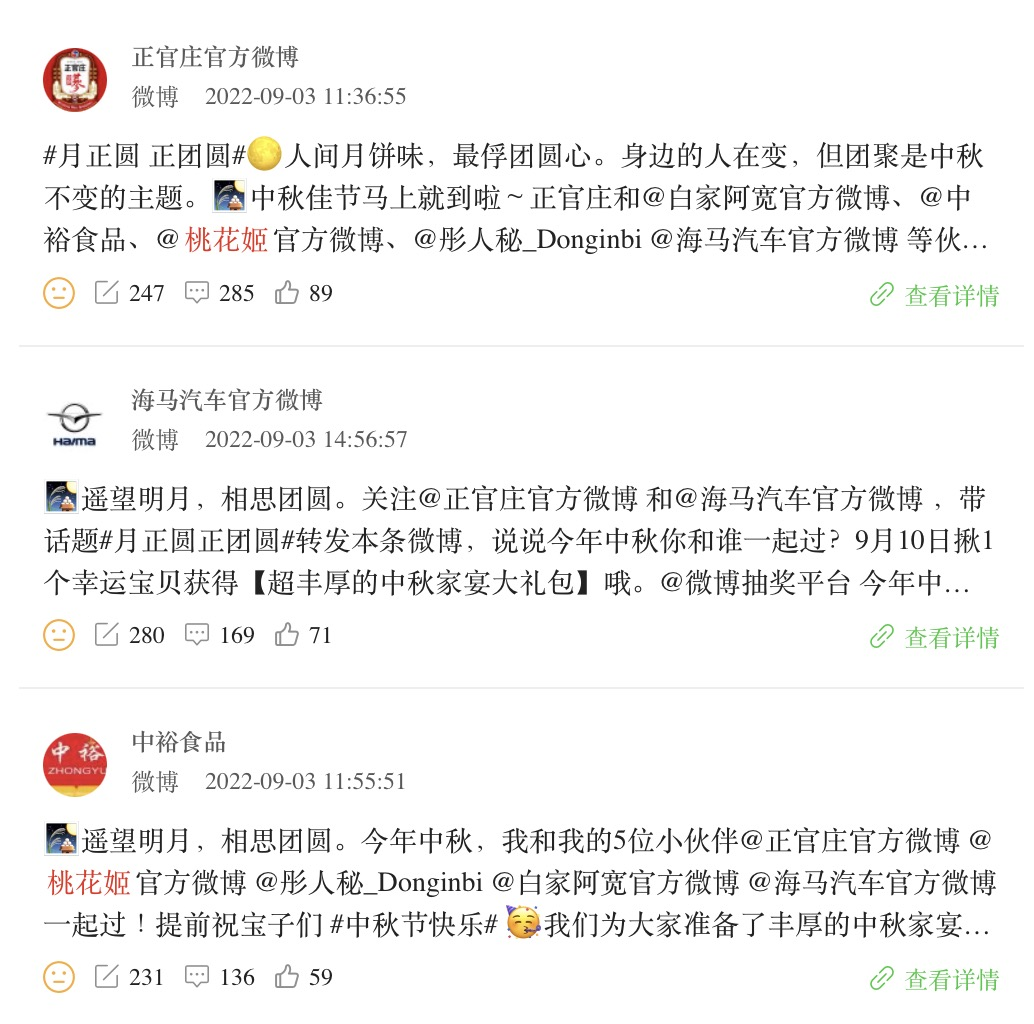 正官庄官方微博
微博 2022-09-03 11:36:55
#月正圆 正团圆#🌕人间月饼味，最俘团圆心。身边的人在变，但团聚是中秋
不变的主题。🎑中秋佳节马上就到啦～正官庄和@白家阿宽官方微博、@中
裕食品、@桃花姬官方微博、@彤人秘_Donginbi @海马汽车官方微博 等伙…
247 285 89 查看详情
海马汽车官方微博
HAIMA
微博 2022-09-03 14:56:57
🎑遥望明月，相思团圆。关注@正官庄官方微博 和@海马汽车官方微博 ，带
话题#月正圆正团圆#转发本条微博，说说今年中秋你和谁一起过？9月10日揪1
个幸运宝贝获得【超丰厚的中秋家宴大礼包】哦。@微博抽奖平台 今年中…
280 169 71 查看详情
中裕
ZHONGYU
中裕食品
微博 2022-09-03 11:55:51
🎑遥望明月，相思团圆。今年中秋，我和我的5位小伙伴@正官庄官方微博 @
桃花姬官方微博 @彤人秘_Donginbi @白家阿宽官方微博 @海马汽车官方微博
一起过！提前祝宝子们 #中秋节快乐# 🥳我们为大家准备了丰厚的中秋家宴…
231 136 59 查看详情